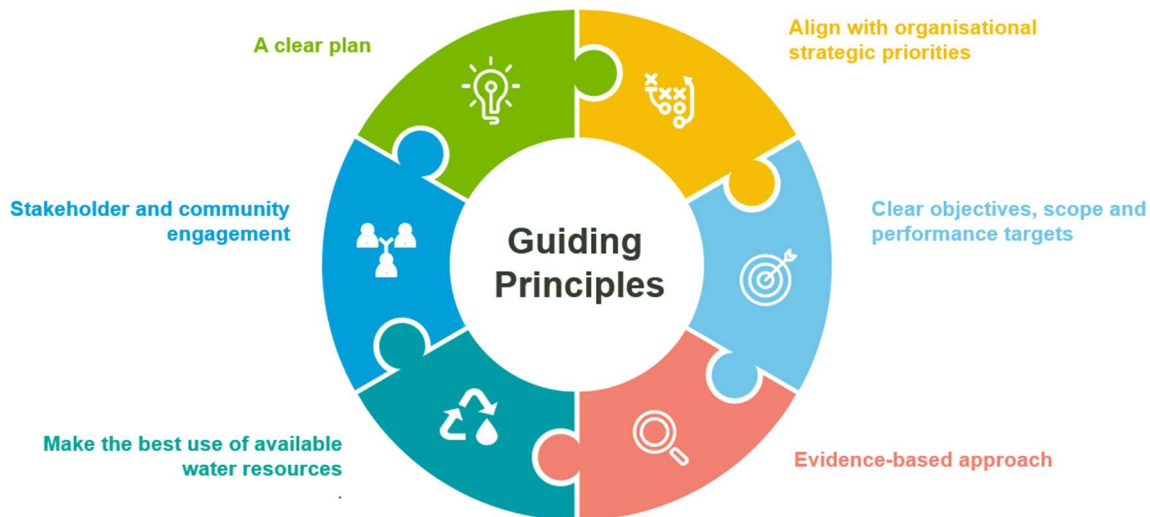 A clear plan
Align with organisational
strategic priorities
Stakeholder and community
engagement
Clear objectives, scope and
performance targets
Guiding
Principles
Make the best use of available
water resources
.
Evidence-based approach